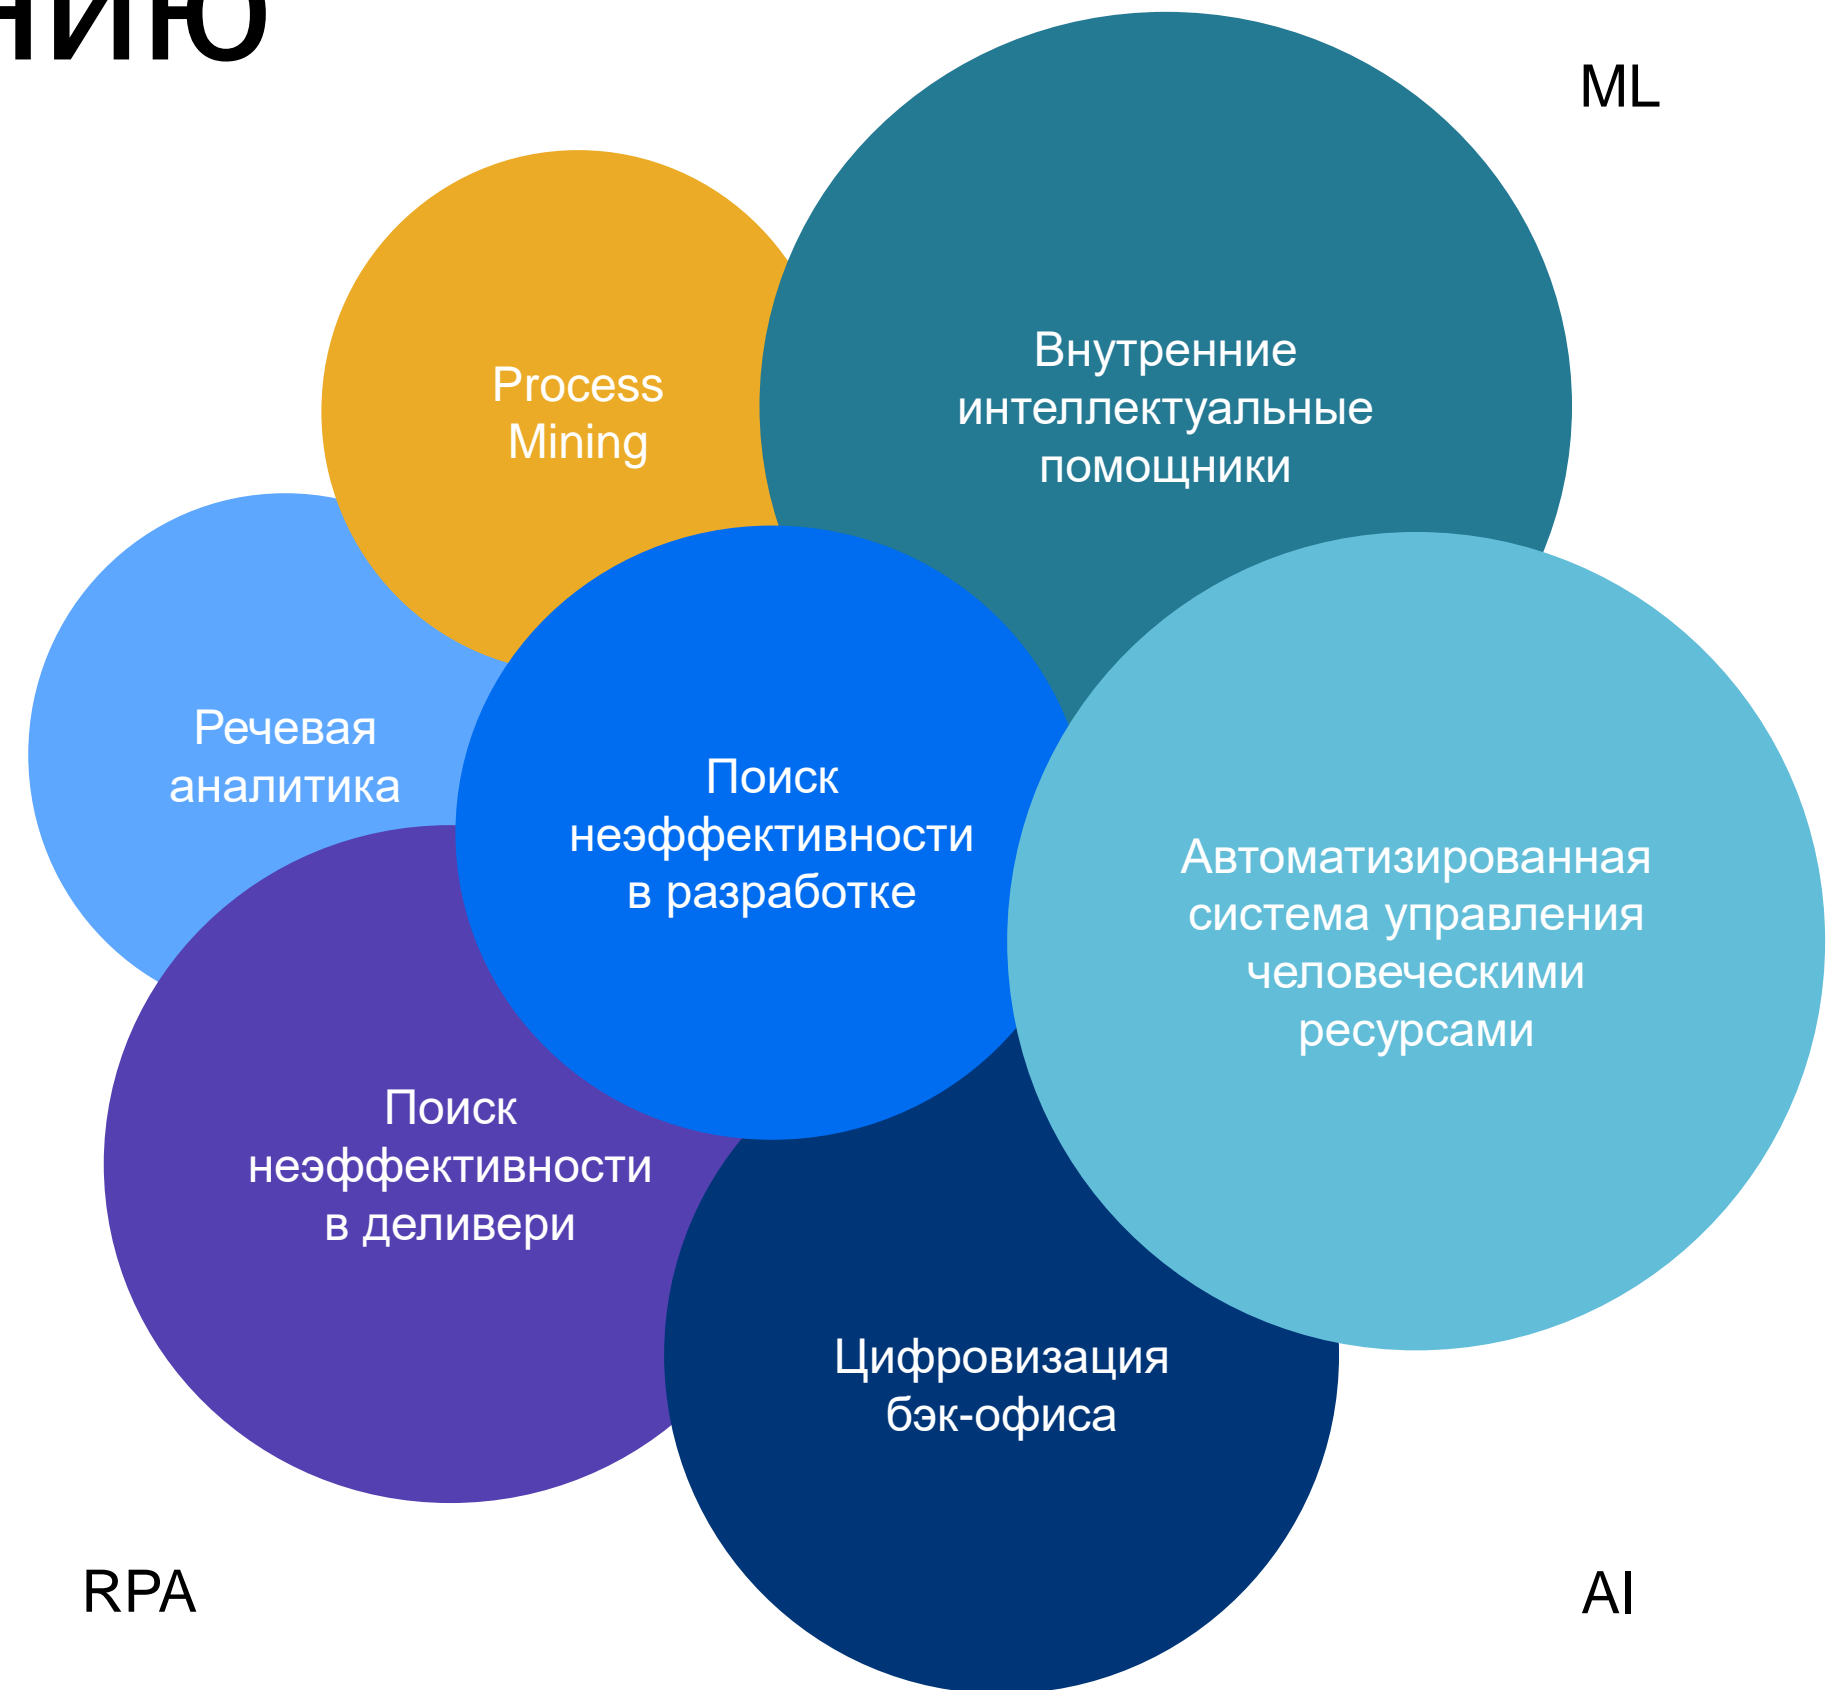 ML
Process
Mining
Внутренние
интеллектуальные
помощники
Речевая
аналитика
Поиск
неэффективности
в разработке
Автоматизированная
система управления
человеческими
ресурсами
Поиск
неэффективности
в деливери
Цифровизация
бэк-офиса
RPA
AI